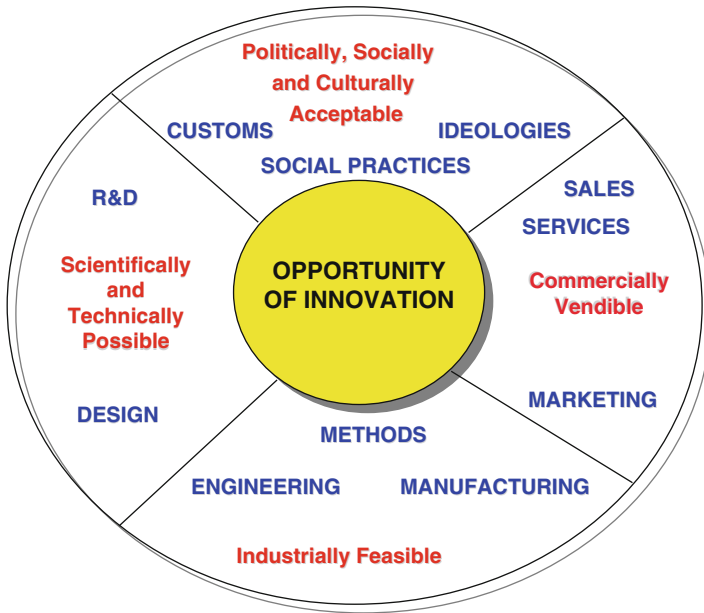 Politically, Socially
and Culturally
Acceptable
CUSTOMS
IDEOLOGIES
SOCIAL PRACTICES
R&D
SALES
SERVICES
Scientifically
and
Technically
Possible
OPPORTUNITY
OF INNOVATION
Commercially
Vendible
DESIGN
MARKETING
METHODS
ENGINEERING
MANUFACTURING
Industrially Feasible